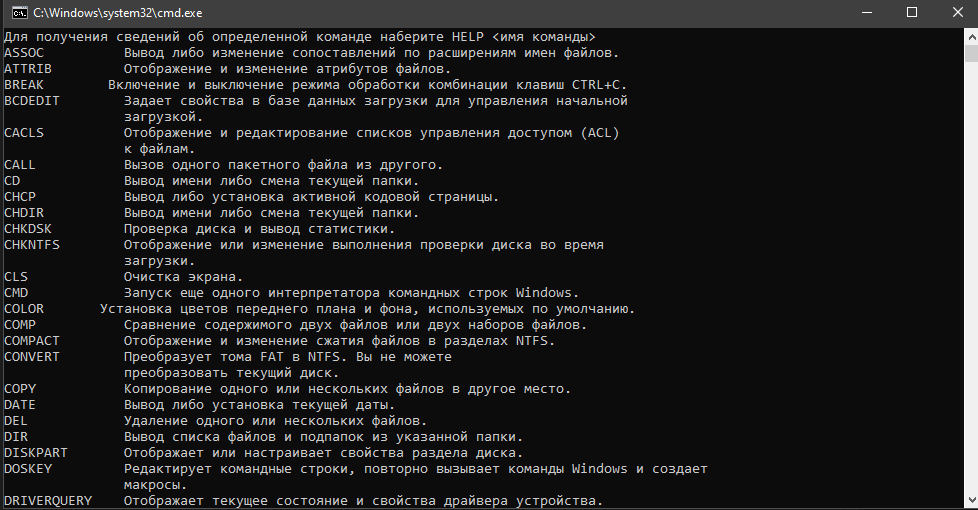 C:\Windows\system32\cmd.exe
Для получения сведений об определенной команде наберите HELP <имя команды>
ASSOC Вывод либо изменение сопоставлений по расширениям имен файлов.
ATTRIB Отображение и изменение атрибутов файлов.
BREAK Включение и выключение режима обработки комбинации клавиш CTRL+C.
BCDEDIT Задает свойства в базе данных загрузки для управления начальной
загрузкой.
CACLS Отображение и редактирование списков управления доступом (ACL)
к файлам.
CALL Вызов одного пакетного файла из другого.
CD Вывод имени либо смена текущей папки.
CHCP Вывод либо установка активной кодовой страницы.
CHDIR Вывод имени либо смена текущей папки.
CHKDSK Проверка диска и вывод статистики.
CHKNTFS Отображение или изменение выполнения проверки диска во время
загрузки.
CLS Очистка экрана.
CMD Запуск еще одного интерпретатора командных строк Windows.
COLOR Установка цветов переднего плана и фона, используемых по умолчанию.
COMP Сравнение содержимого двух файлов или двух наборов файлов.
COMPACT Отображение и изменение сжатия файлов в разделах NTFS.
CONVERT Преобразует тома FAT в NTFS. Вы не можете
преобразовать текущий диск.
COPY Копирование одного или нескольких файлов в другое место.
DATE Вывод либо установка текущей даты.
DEL Удаление одного или нескольких файлов.
DIR Вывод списка файлов и подпапок из указанной папки.
DISKPART Отображает или настраивает свойства раздела диска.
DOSKEY Редактирует командные строки, повторно вызывает команды Windows и создает
макросы.
DRIVERQUERY Отображает текущее состояние и свойства драйвера устройства.